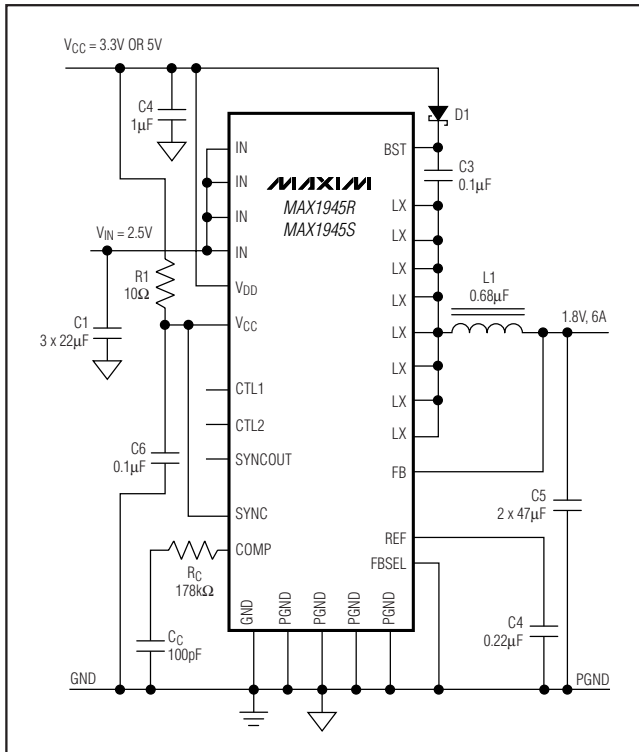 VCC = 3.3V OR 5V
C4
1µF
D1
IN
BST
C3
0.1µF
IN
MAXIM
MAX1945R
MAX1945S
LX
IN
LX
VIN = 2.5V
IN
LX
R1
10Ω
VDD
LX
L1
0.68µF
C1
3 x 22µF
VCC
LX
1.8V, 6A
LX
CTL1
LX
CTL2
LX
C6
0.1µF
SYNCOUT
FB
C5
2 x 47µF
SYNC
REF
COMP
FBSEL
RC
178kΩ
GND
PGND
PGND
PGND
PGND
C4
0.22µF
CC
100pF
GND
PGND